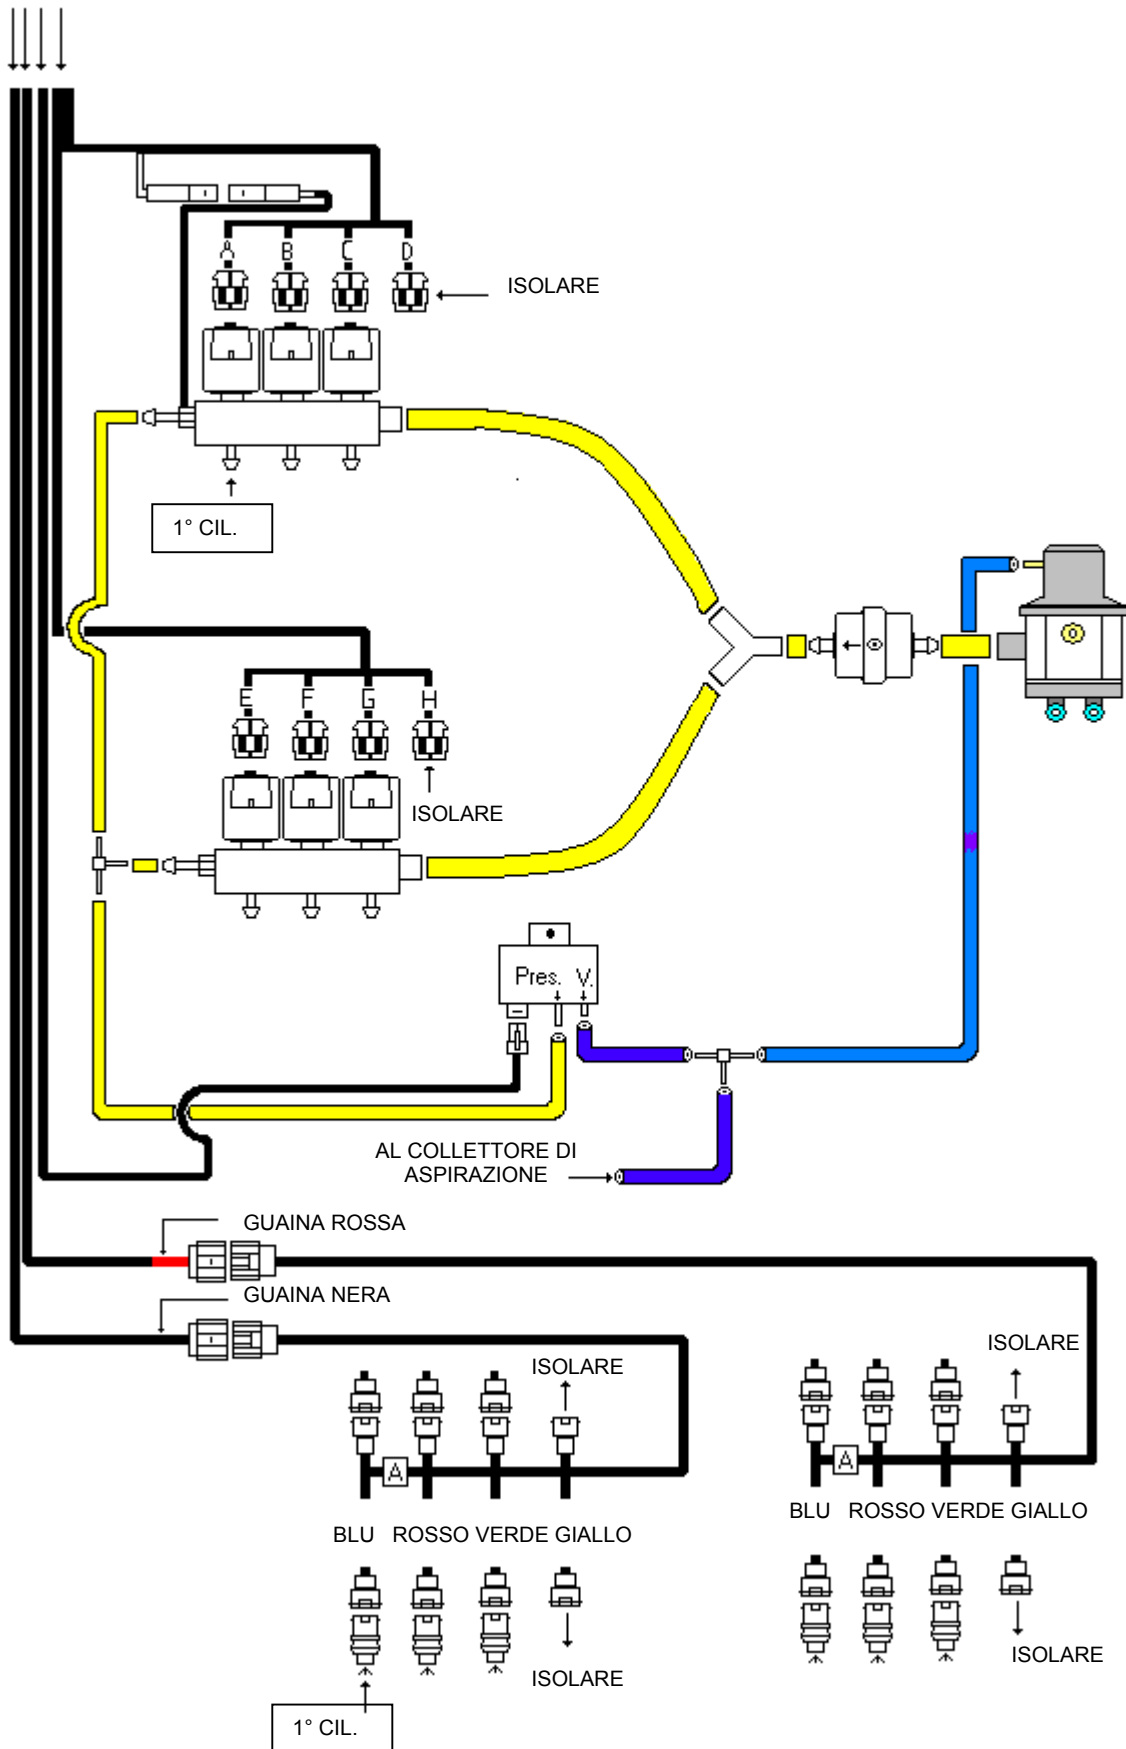 A B C D
ISOLARE
1° CIL.
E F G H
ISOLARE
Pres. V.
AL COLLETTORE DI
ASPIRAZIONE
GUAINA ROSSA
GUAINA NERA
ISOLARE
ISOLARE
A
A
BLU ROSSO VERDE GIALLO
BLU ROSSO VERDE GIALLO
ISOLARE
ISOLARE
1° CIL.